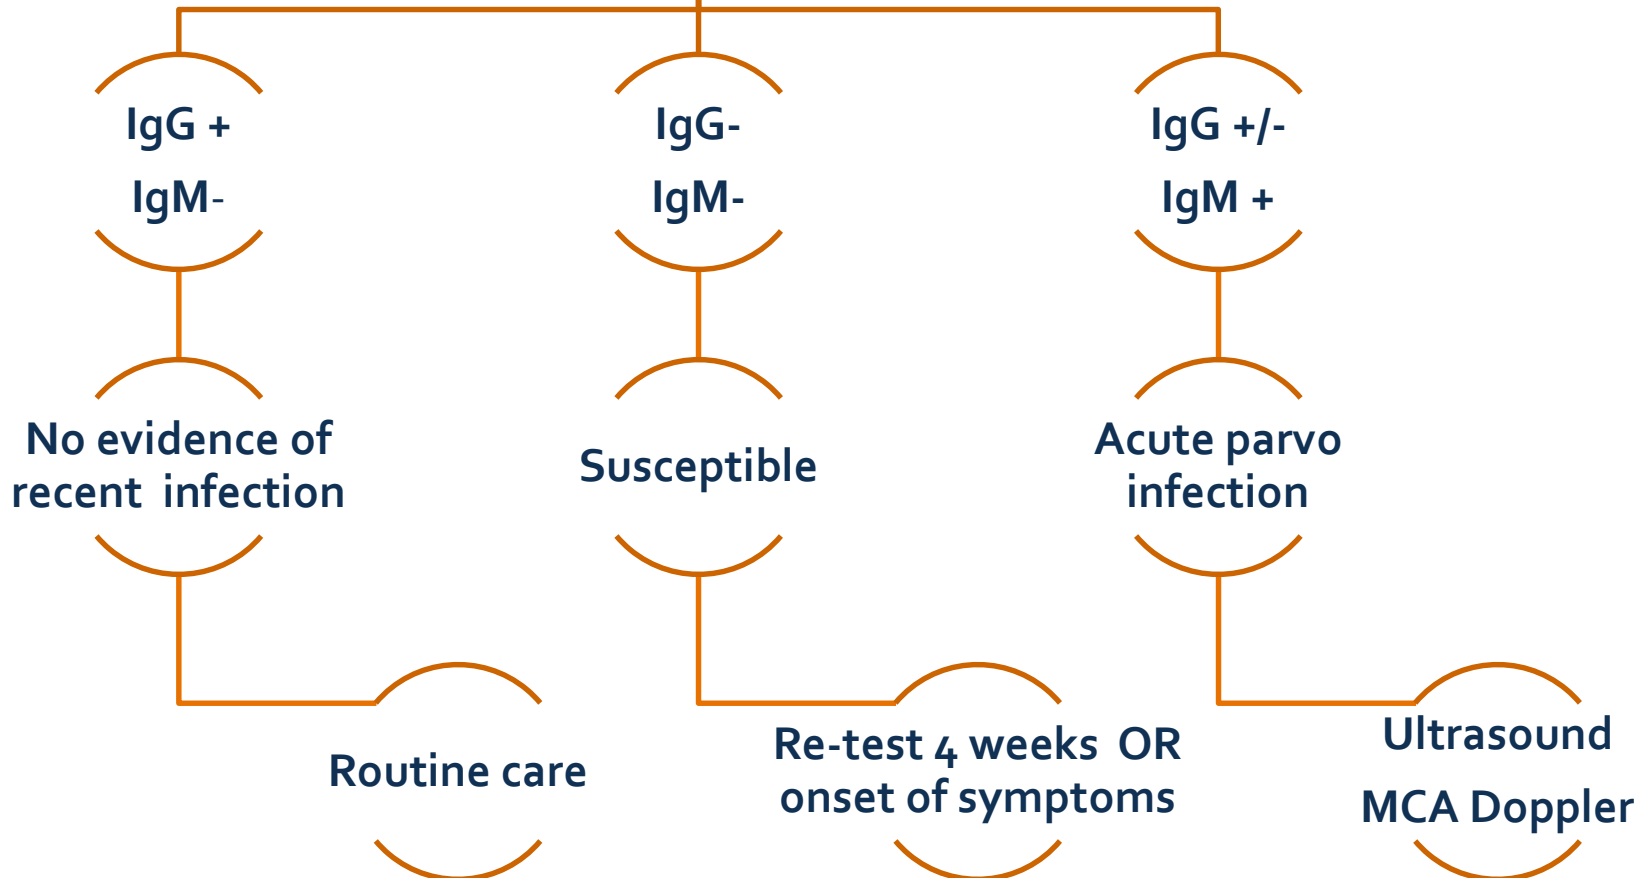 IgG +
IgM-
IgG-
IgM-
IgG +/-
IgM +
No evidence of
recent infection
Susceptible
Acute parvo
infection
Routine care
Re-test 4 weeks OR
onset of symptoms
Ultrasound
MCA Doppler